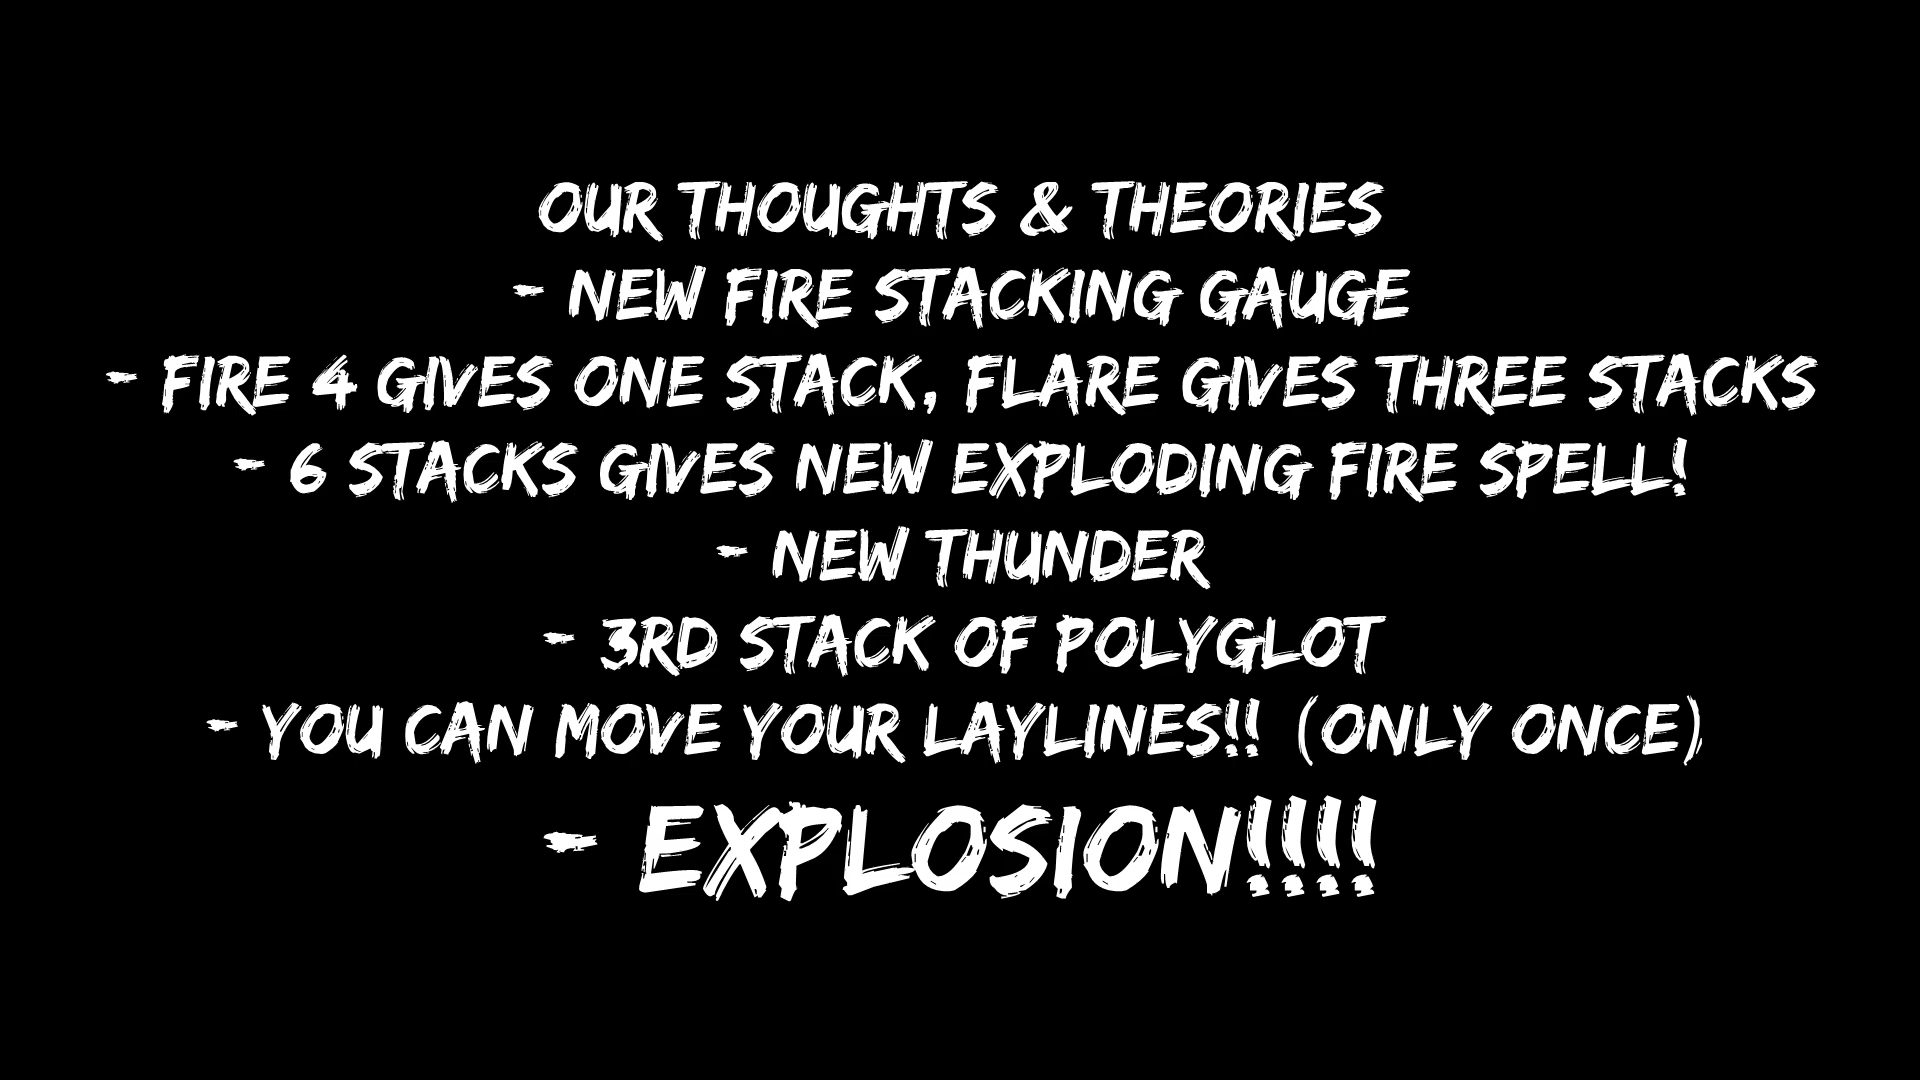 OUR THOUGHTS & THEORIES
- NEW FIRE STACKING GAUGE
- FIRE 4 GIVES ONE STACK, FLARE GIVES THREE STACKS
- 6 STACKS GIVES NEW EXPLODING FIRE SPELL!
- NEW THUNDER
- 3RD STACK OF POLYGLOT
- YOU CAN MOVE YOUR LAYLINES!! (ONLY ONCE)
- EXPLOSION!!!!